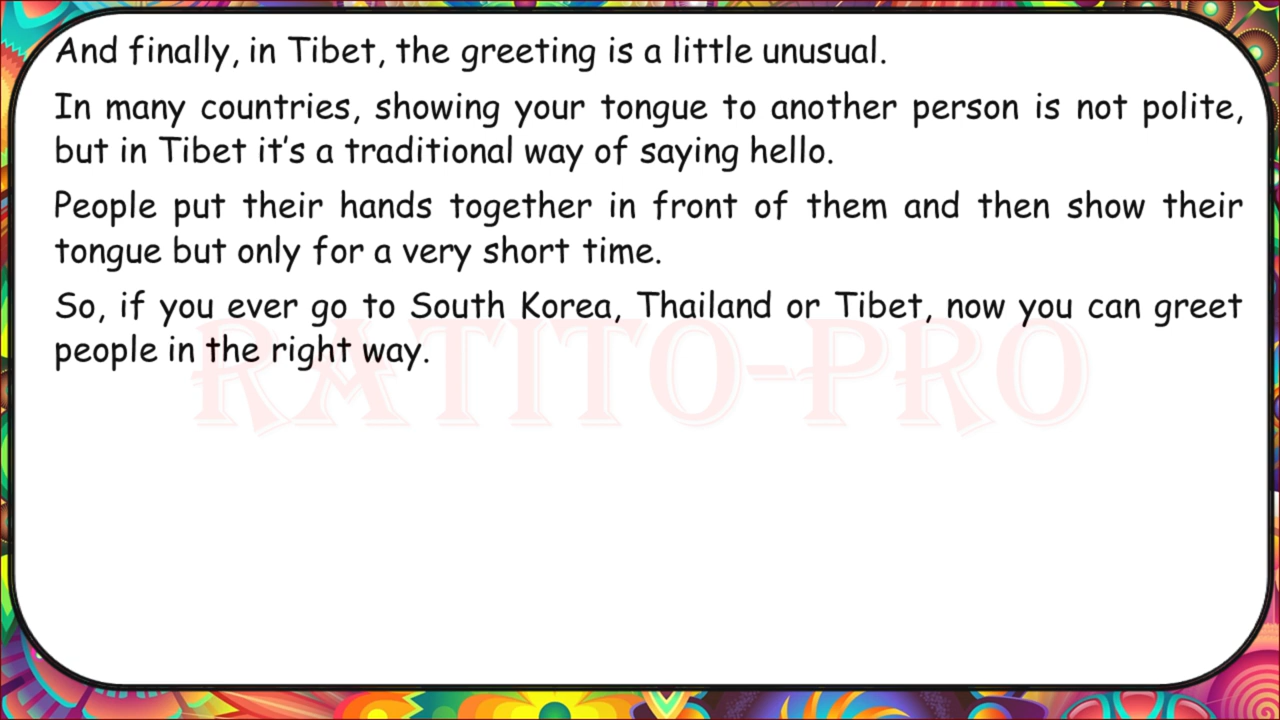 And finally, in Tibet, the greeting is a little unusual.
In many countries, showing your tongue to another person is not polite,
but in Tibet it's a traditional way of saying hello.
People put their hands together in front of them and then show their
tongue but only for a very short time.
So, if you ever go to South Korea, Thailand or Tibet, now you can greet
people in the right way.
RATITO-PRO